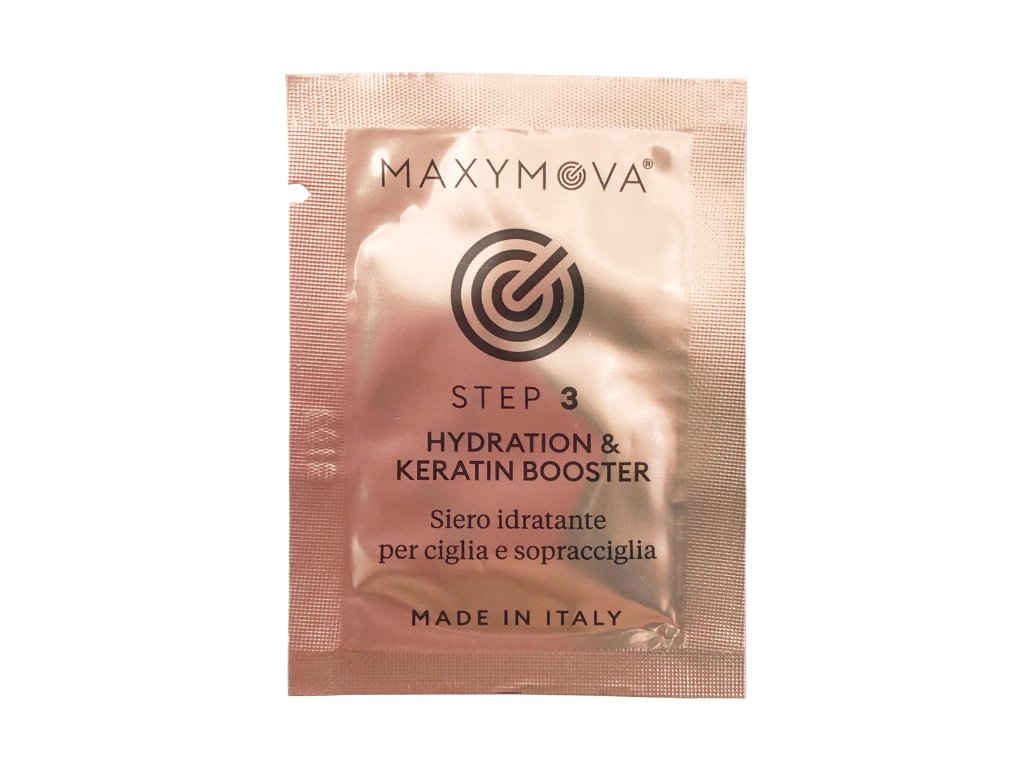 MAXYMOVA®
STEP 3
HYDRATION &
KERATIN BOOSTER
Siero idratante
per ciglia e sopracciglia
MADE IN ITALY